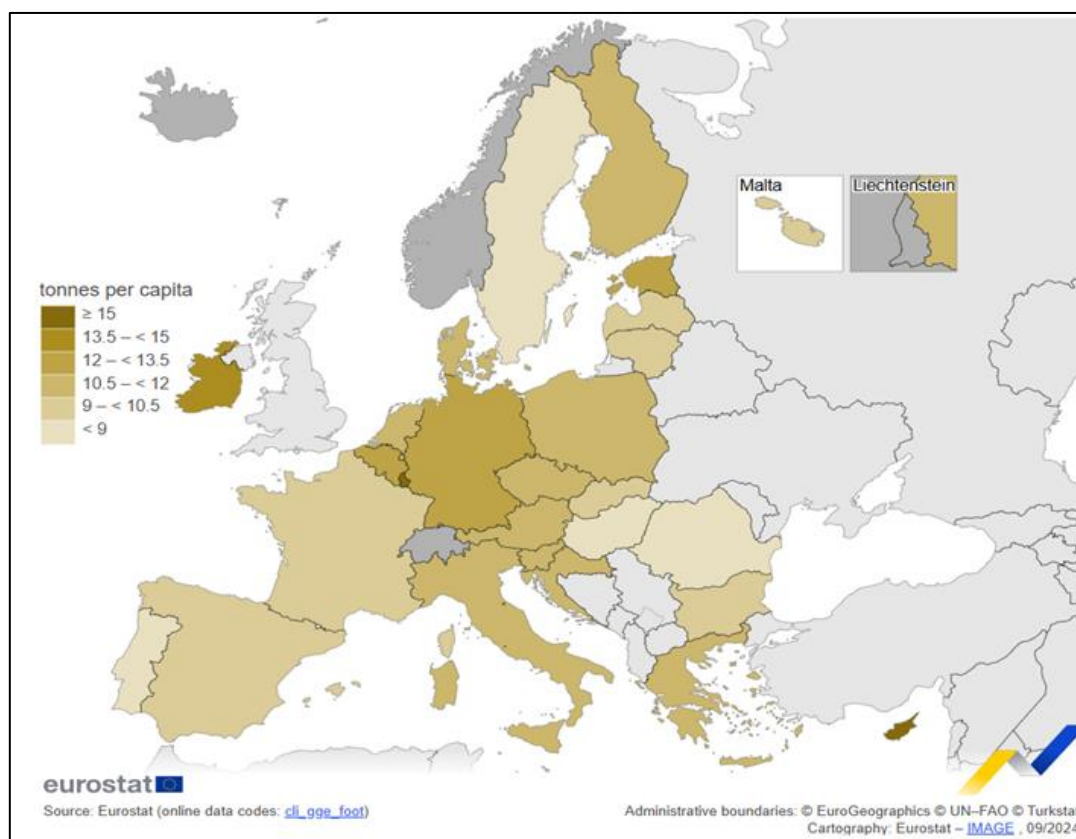 Malta
Liechtenstein
tonnes per capita
≥ 15
13.5 – < 15
12 – < 13.5
10.5 – < 12
9 – < 10.5
< 9
eurostat
Source: Eurostat (online data codes: cli_gge_foot)
Administrative boundaries: © EuroGeographics © UN–FAO © Turkstat
Cartography: Eurostat – IMAGE , 09/2024